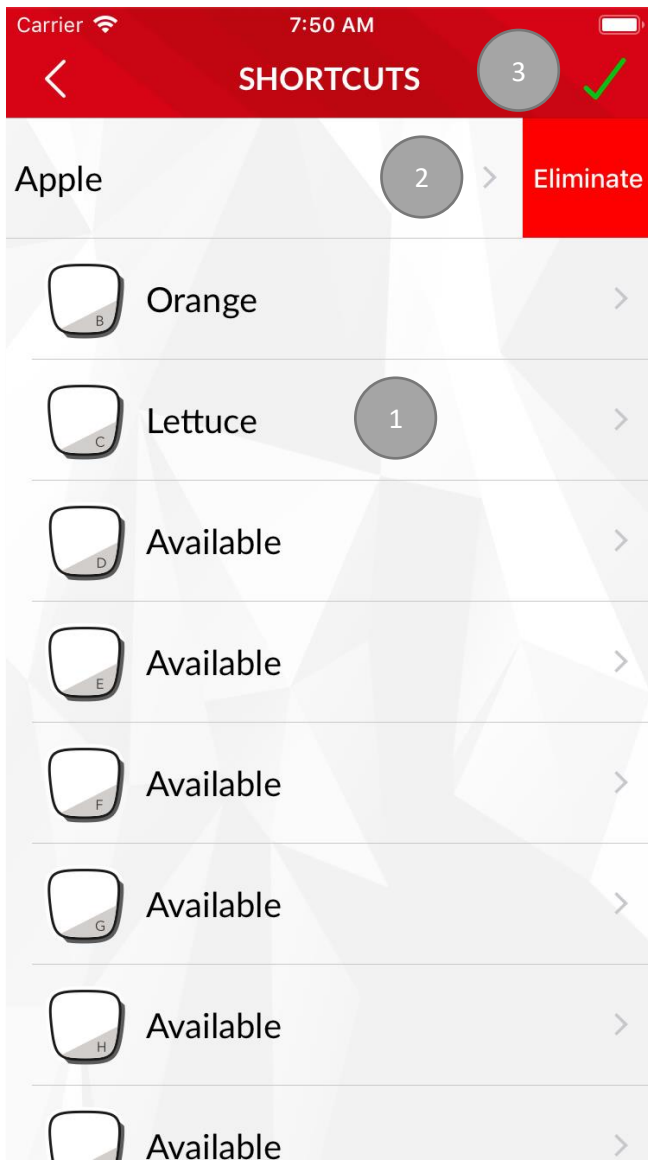 Carrier 7:50 AM
SHORTCUTS 3
Apple 2 Eliminate
B Orange
C Lettuce 1
D Available
E Available
F Available
G Available
H Available
Available